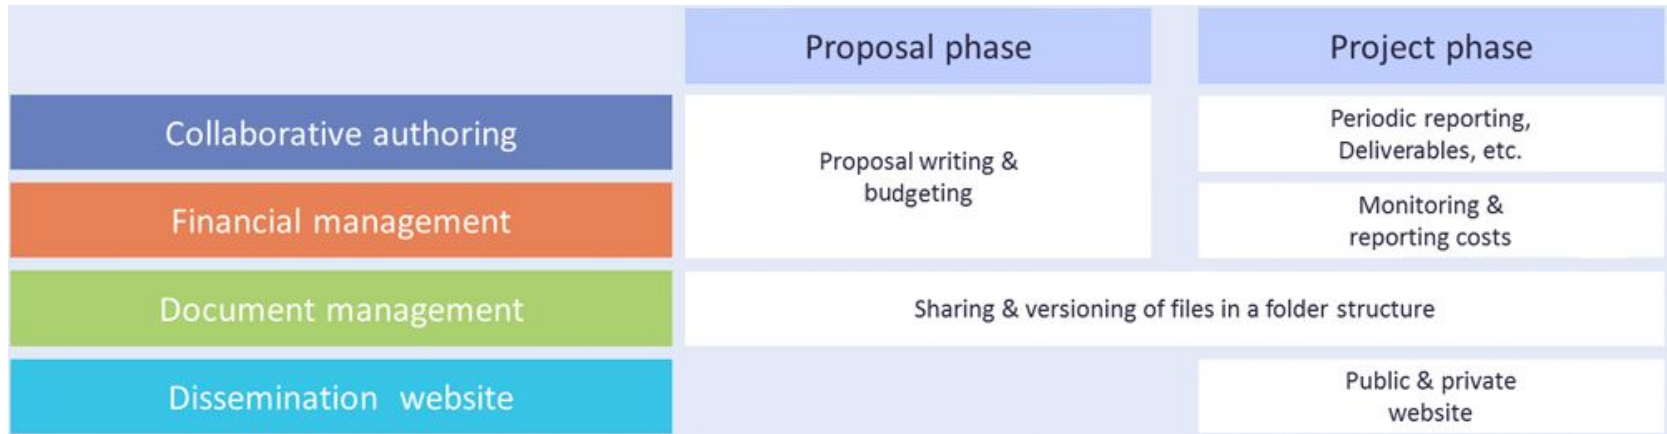 Proposal phase
Project phase
Collaborative authoring
Proposal writing &
budgeting
Periodic reporting,
Deliverables, etc.
Financial management
Monitoring &
reporting costs
Document management
Sharing & versioning of files in a folder structure
Dissemination website
Public & private
website